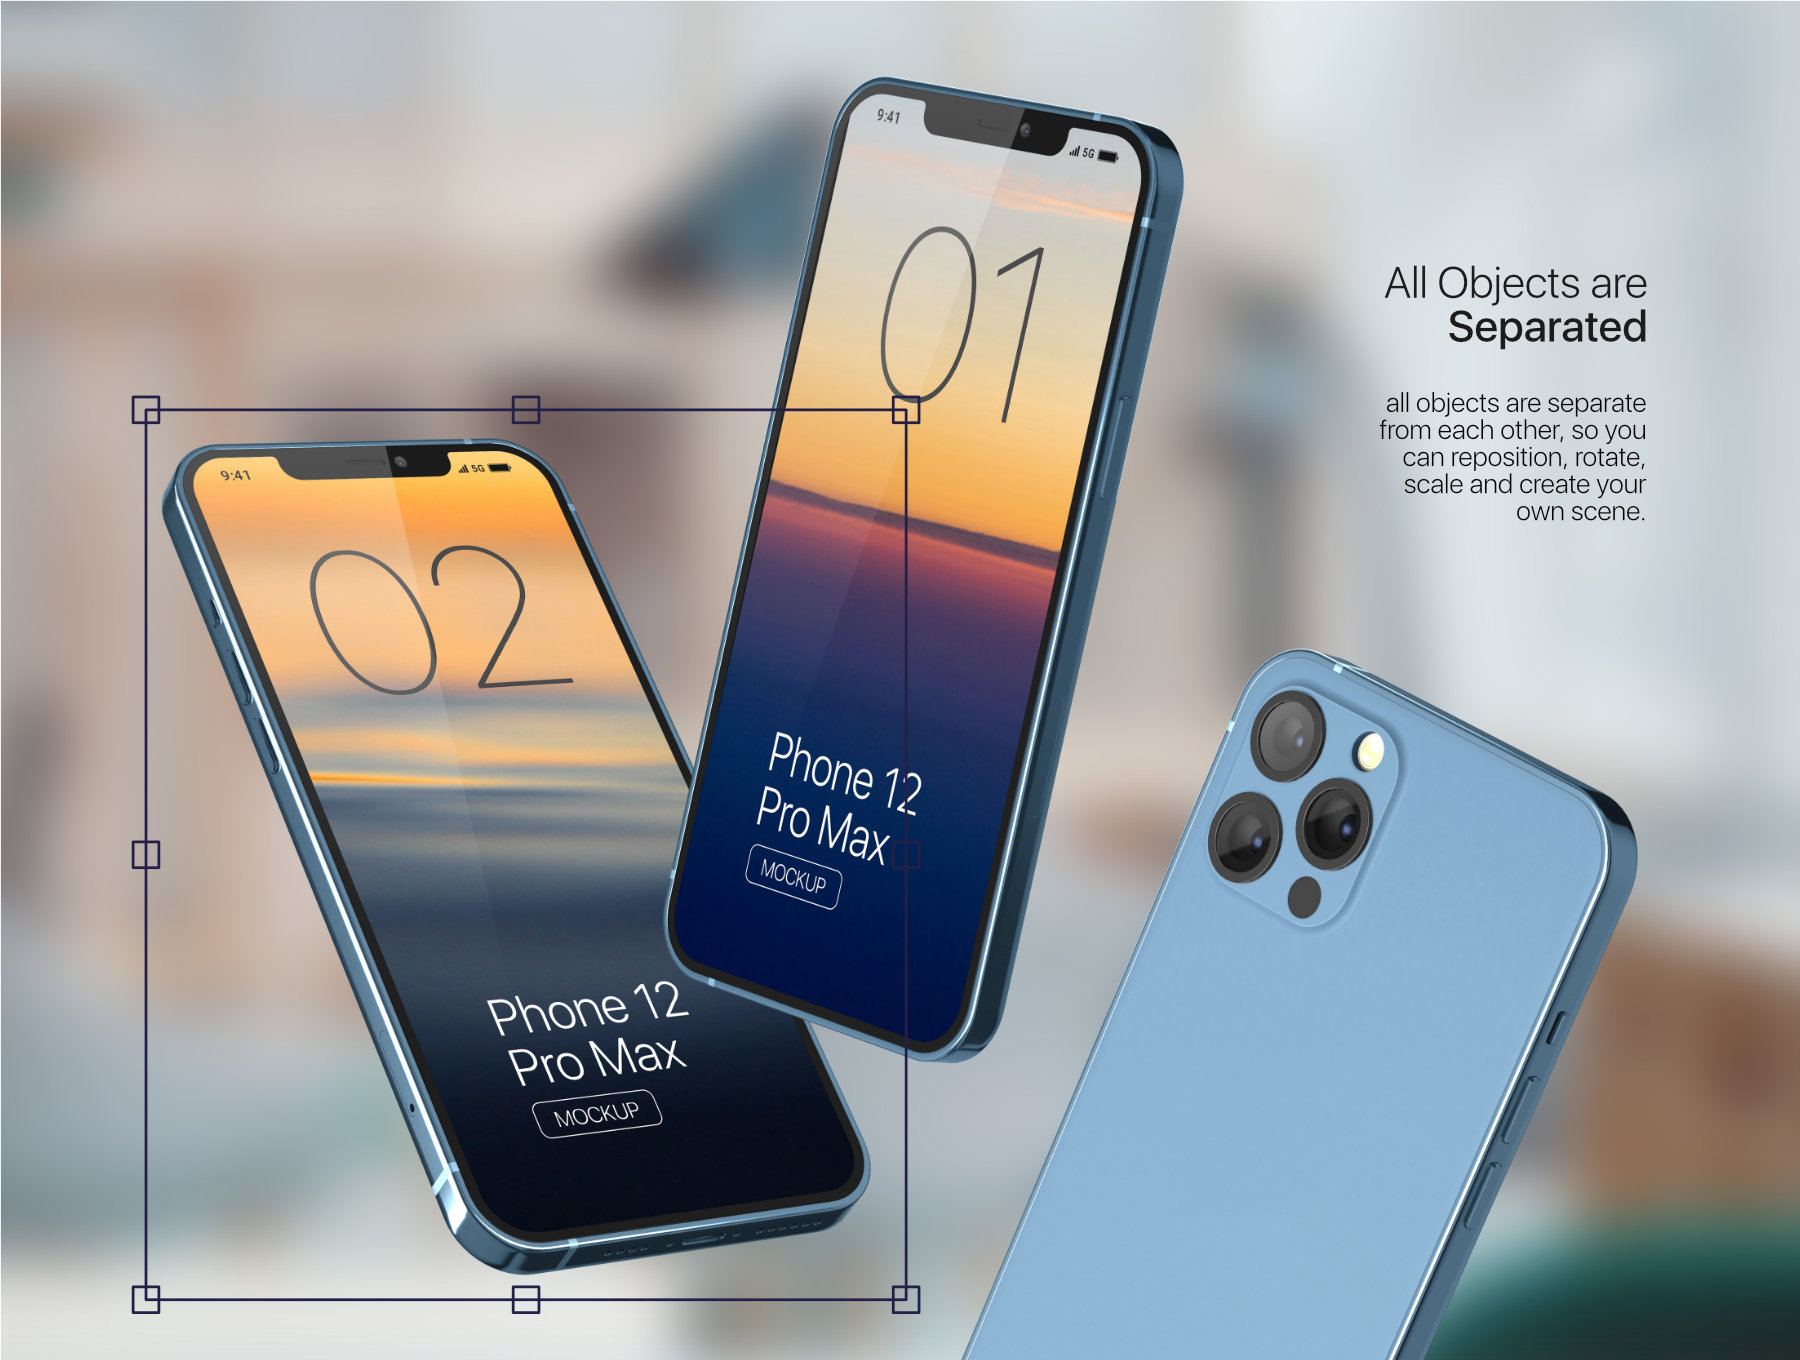 9:41
5G
01
Phone 12
Pro Max
MOCKUP
9:41
5G
02
Phone 12
Pro Max
MOCKUP
All Objects are
Separated
all objects are separate
from each other, so you
can reposition, rotate,
scale and create your
own scene.